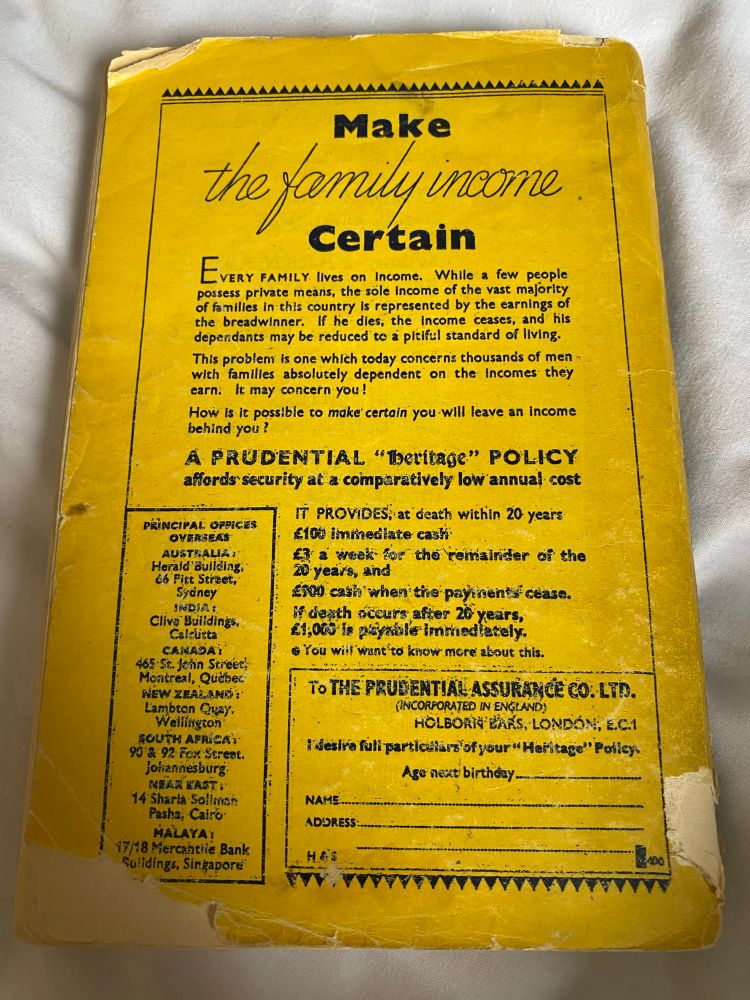 Make
the family income
Certain
EVERY FAMILY lives on income. While a few people
possess private means, the sole income of the vast majority
of families in this country is represented by the earnings of
the breadwinner. If he dies, the income ceases, and his
dependants may be reduced to a pitiful standard of living.
This problem is one which today concerns thousands of men
with families absolutely dependent on the incomes they
earn. It may concern you!
How is it possible to make certain you will leave an income
behind you?
A PRUDENTIAL "Heritage" POLICY
affords security at a comparatively low annual cost
PRINCIPAL OFFICES
OVERSEAS
AUSTRALIA:
Herald Building,
66 Pitt Street,
Sydney
INDIA:
Clive Buildings,
Calcutta
CANADA:
465 St. John Street,
Montreal, Quebec
NEW ZEALAND:
Lambton Quay,
Wellington
SOUTH AFRICA:
90 & 92 Fox Street,
Johannesburg
NEAR EAST:
14 Sharia Soliman
Pasha, Cairo
MALAYA:
17/18 Mercantile Bank
Buildings, Singapore
IT PROVIDES, at death within 20 years
£100 immediate cash
£3 a week for the remainder of the
20 years, and
£900 cash when the payments cease.
If death occurs after 20 years,
£1,000 is payable immediately.
You will want to know more about this.
To THE PRUDENTIAL ASSURANCE CO. LTD.
(INCORPORATED IN ENGLAND)
HOLBORN BARS, LONDON, E.C.1
I desire full particulars of your "Heritage" Policy.
Age next birthday
NAME
ADDRESS
H & S
400